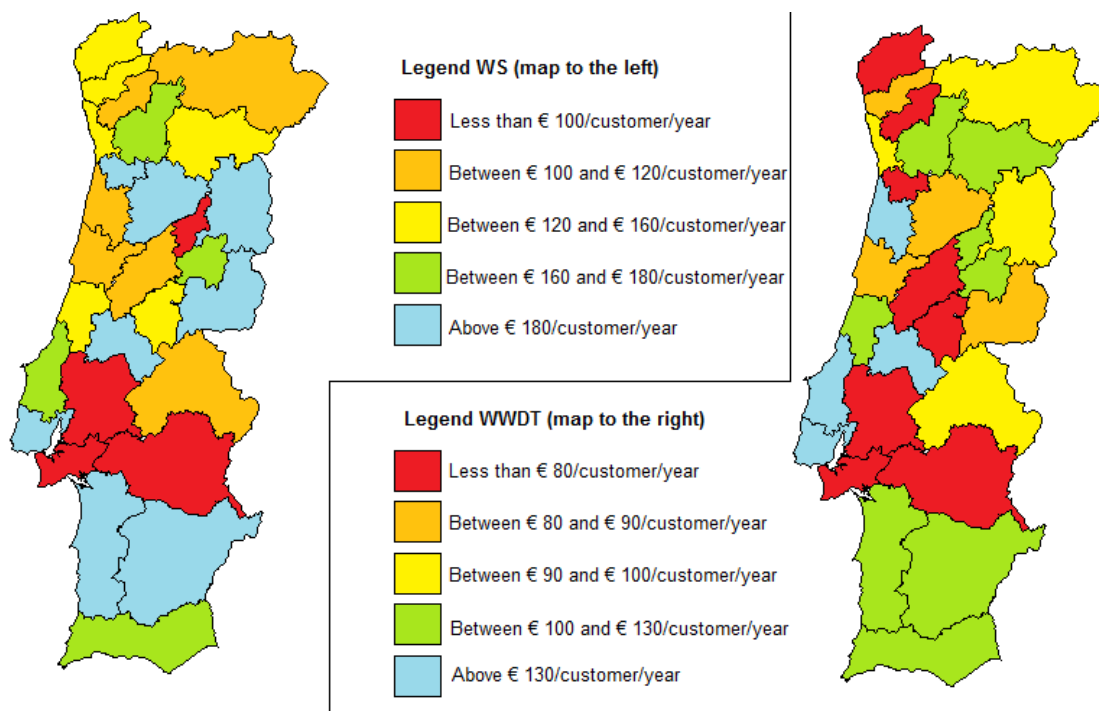 Legend WS (map to the left)
Less than € 100/customer/year
Between € 100 and € 120/customer/year
Between € 120 and € 160/customer/year
Between € 160 and € 180/customer/year
Above € 180/customer/year
Legend WWDT (map to the right)
Less than € 80/customer/year
Between € 80 and € 90/customer/year
Between € 90 and € 100/customer/year
Between € 100 and € 130/customer/year
Above € 130/customer/year